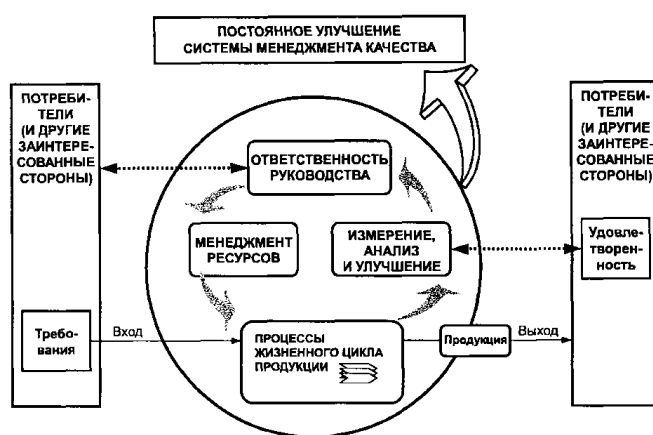 ПОСТОЯННОЕ УЛУЧШЕНИЕ
СИСТЕМЫ МЕНЕДЖМЕНТА КАЧЕСТВА
ПОТРЕБИ-
ТЕЛИ
(И ДРУГИЕ
ЗАИНТЕРЕ-
СОВАННЫЕ
СТОРОНЫ)
Требо-
вания
Вход
ОТВЕТСТВЕННОСТЬ
РУКОВОДСТВА
МЕНЕДЖМЕНТ
РЕСУРСОВ
ИЗМЕРЕНИЕ,
АНАЛИЗ
И УЛУЧШЕНИЕ
ПРОЦЕССЫ
ЖИЗНЕННОГО ЦИКЛА
ПРОДУКЦИИ
Продукция
Выход
ПОТРЕБИ-
ТЕЛИ
(И ДРУГИЕ
ЗАИНТЕРЕ-
СОВАННЫЕ
СТОРОНЫ)
Удовле-
творен-
ность